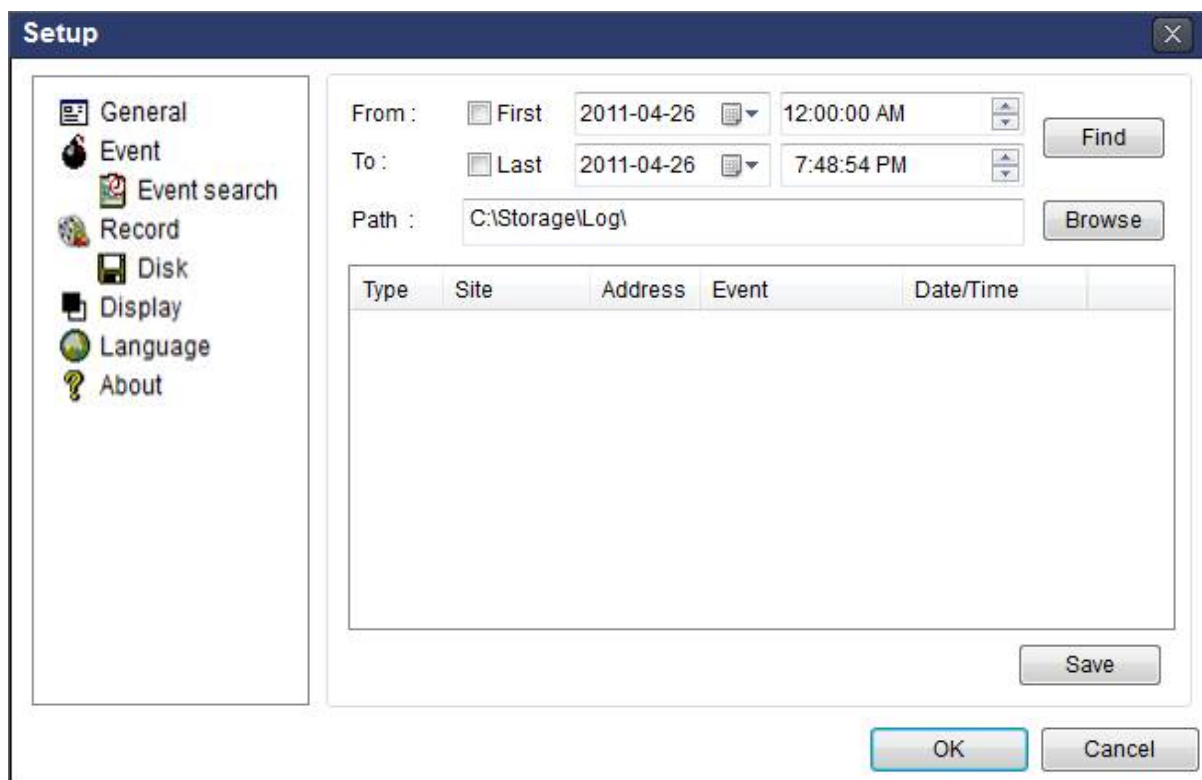 Setup
General
Event
Event search
Record
Disk
Display
Language
About
From : First 2011-04-26 12:00:00 AM Find
To : Last 2011-04-26 7:48:54 PM
Path : C:\Storage\Log\ Browse
Type Site Address Event Date/Time
Save
OK Cancel